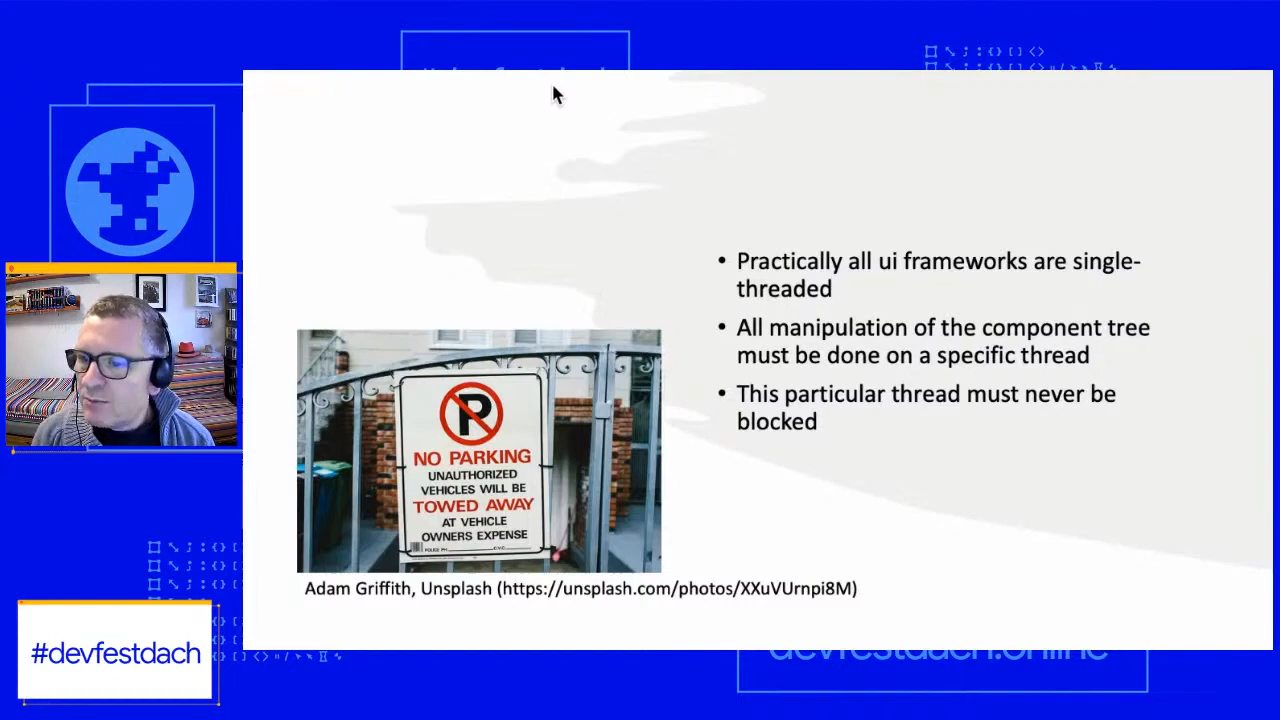 • Practically all ui frameworks are single-
threaded
• All manipulation of the component tree
must be done on a specific thread
• This particular thread must never be
blocked
P
NO PARKING
UNAUTHORIZED
VEHICLES WILL BE
TOWED AWAY
AT VEHICLE
OWNERS EXPENSE
Adam Griffith, Unsplash (https://unsplash.com/photos/XXuVUrnpi8M)
#devfestdach
devfestdach.online